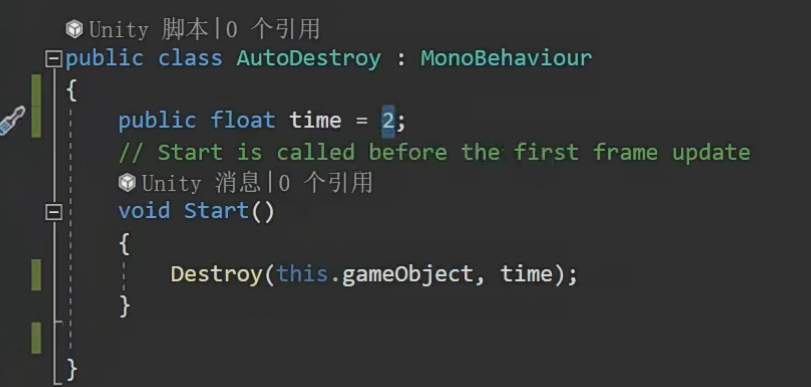 Unity 脚本|0 个引用
public class AutoDestroy : MonoBehaviour
{
public float time = 2;
// Start is called before the first frame update
Unity 消息|0 个引用
void Start()
{
Destroy(this.gameObject, time);
}
}